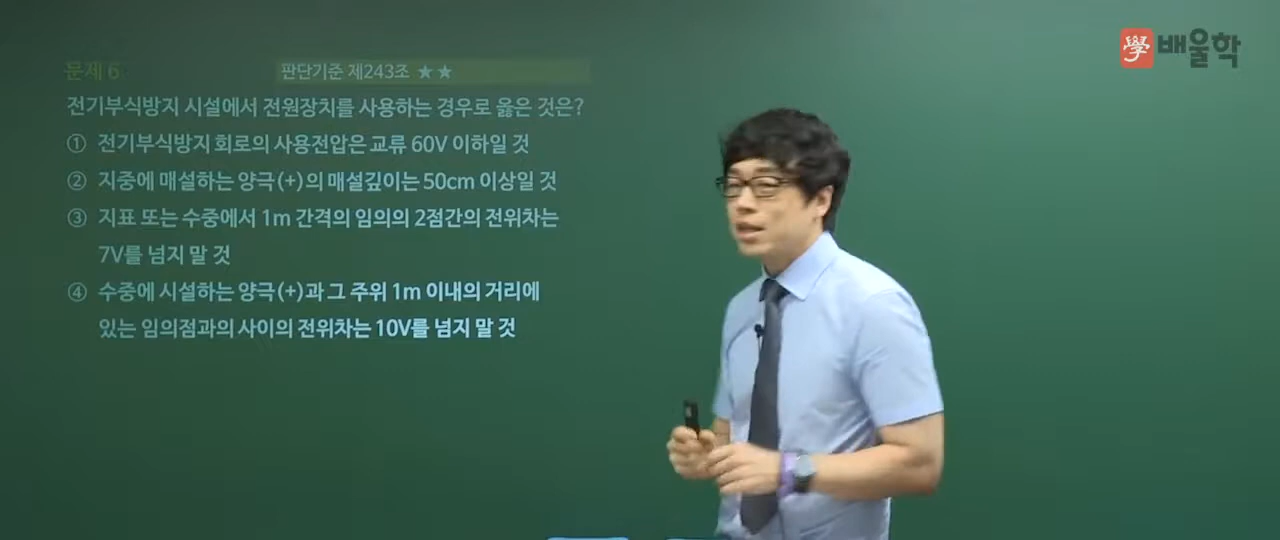 學 배울학
문제 6
판단기준 제243조 ★★
전기부식방지 시설에서 전원장치를 사용하는 경우로 옳은 것은?
① 전기부식방지 회로의 사용전압은 교류 60V 이하일 것
② 지중에 매설하는 양극(+)의 매설깊이는 50cm 이상일 것
③ 지표 또는 수중에서 1m 간격의 임의의 2점간의 전위차는
7V를 넘지 말 것
④ 수중에 시설하는 양극(+)과 그 주위 1m 이내의 거리에
있는 임의점과의 사이의 전위차는 10V를 넘지 말 것